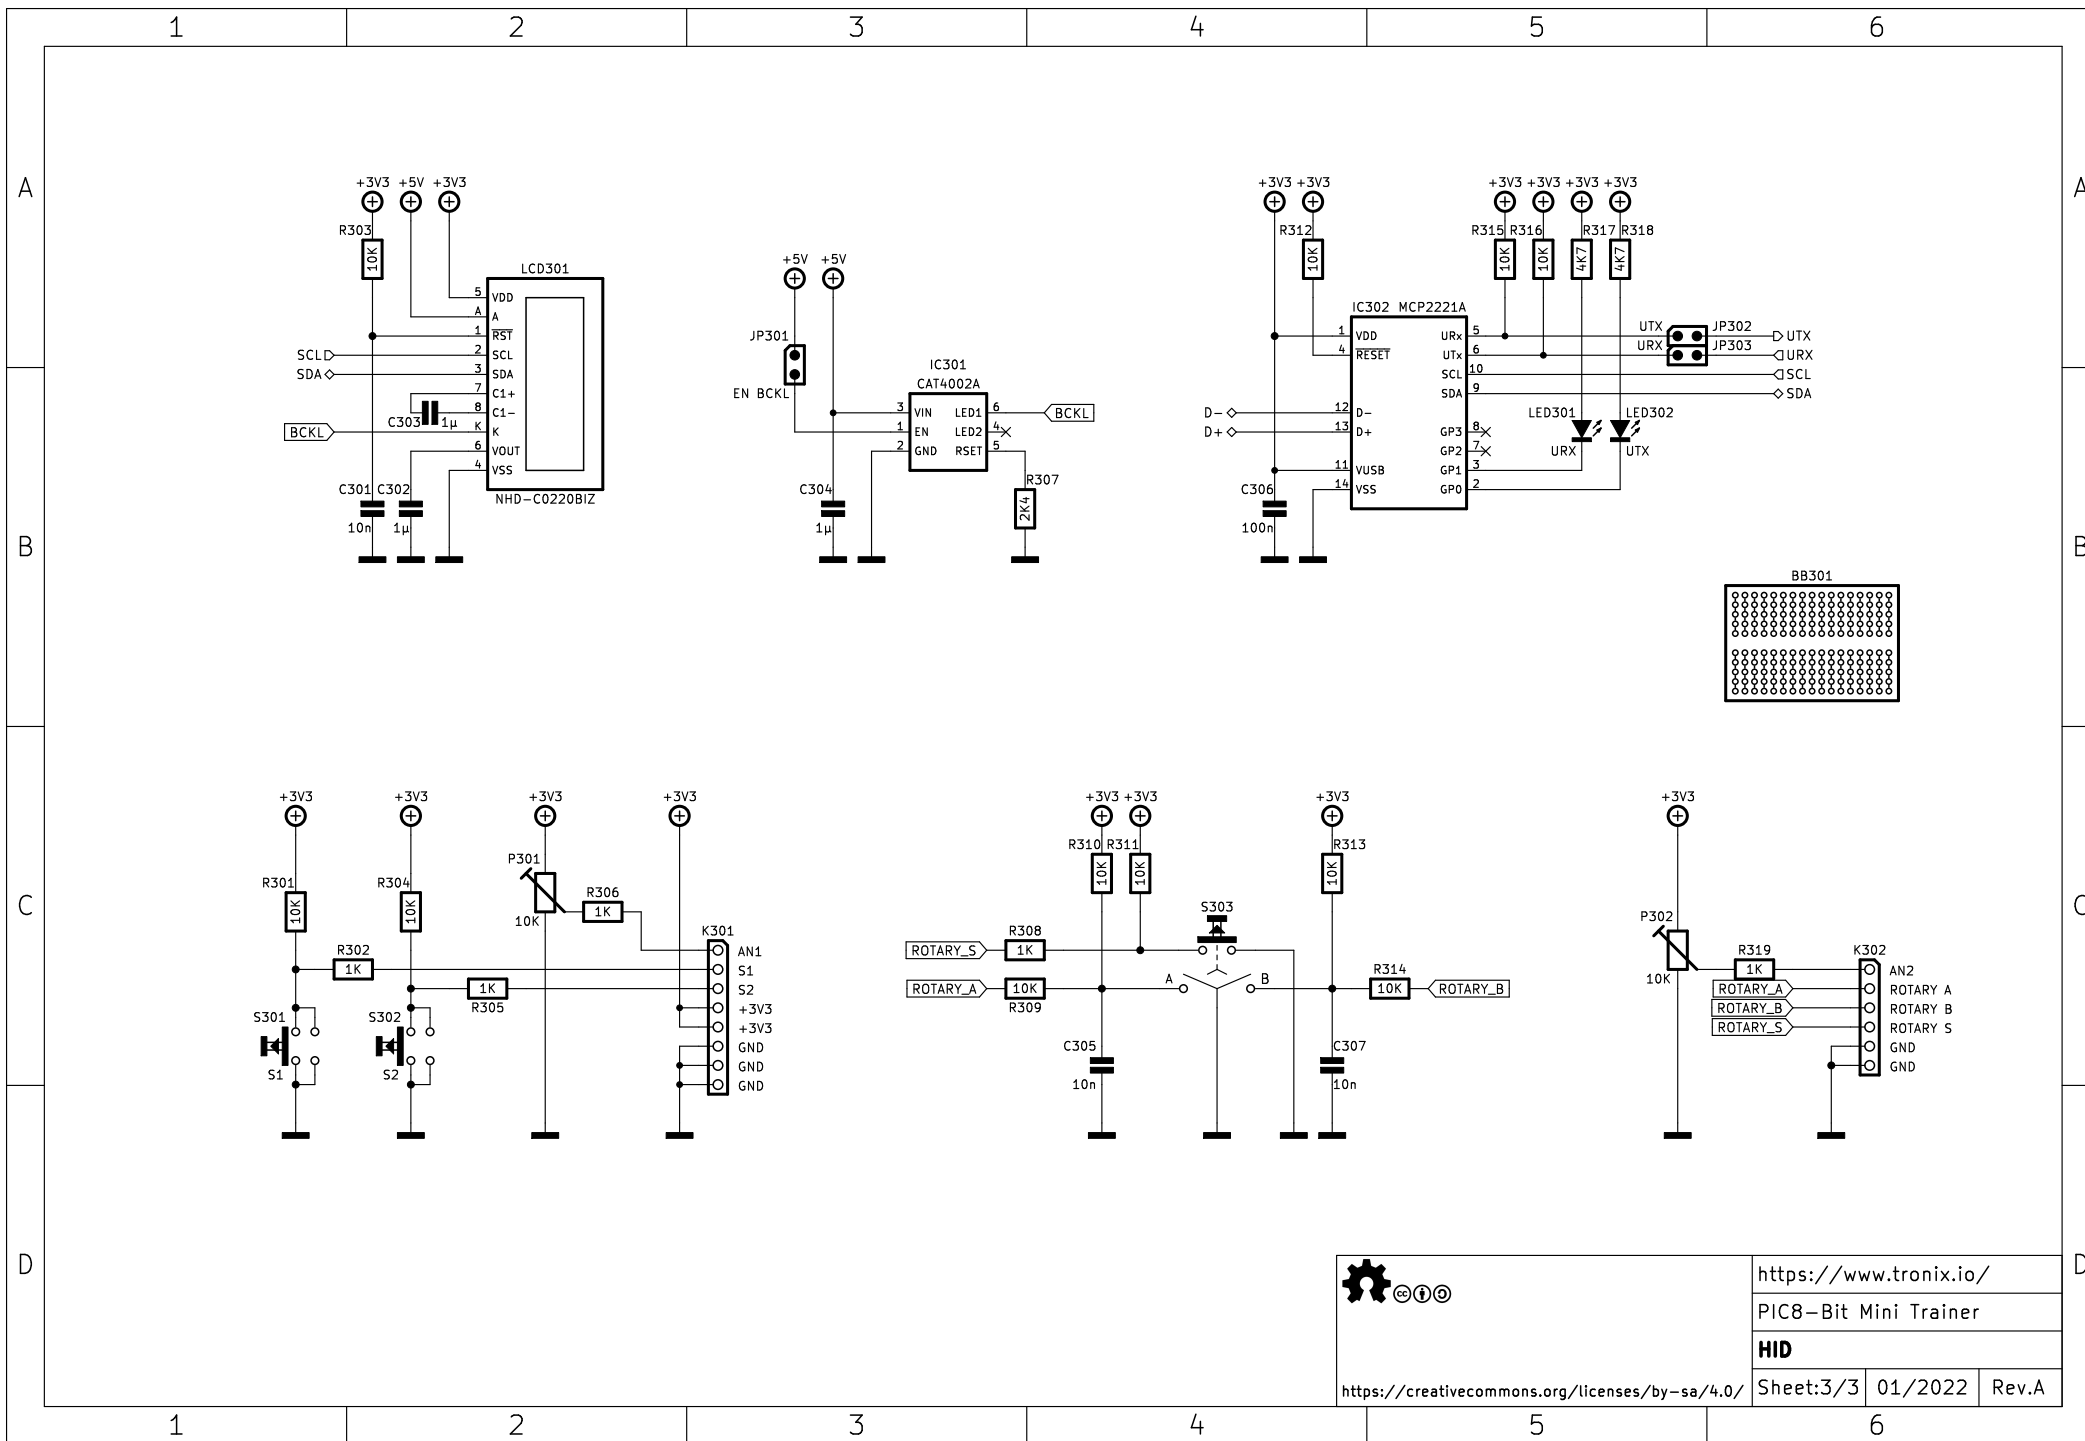 1 2 3 4 5 6
A A
B B
C C
D D
+3V3 +5V +3V3
R303
10K
LCD301
5 VDD
A A
1 RST
SCL 2 SCL
SDA 3 SDA
7 C1+
8 C1-
C303 1µ
BCKL K K
6 VOUT
4 VSS
C301 C302
10n 1µ
NHD-C0220BIZ
+5V +5V
JP301
EN BCKL
IC301
CAT4002A
3 VIN LED1 6 BCKL
1 EN LED2 4
2 GND RSET 5
R307
2K4
C304
1µ
+3V3 +3V3
R312
10K
+3V3 +3V3 +3V3 +3V3
R315 R316 R317 R318
10K 10K 4K7 4K7
IC302 MCP2221A
1 VDD URx 5 UTX JP302 UTX
4 RESET UTx 6 URX JP303 URX
SCL 10 SCL
SDA 9 SDA
D- 12 D-
D+ 13 D+
GP3 8
GP2 7
11 VUSB GP1 3
14 VSS GP0 2
LED301 LED302
URX UTX
C306
100n
BB301
+3V3 +3V3 +3V3 +3V3
R301
10K
R304
10K
P301
10K
R306
1K
R302
1K
1K
R305
S301
S1
S302
S2
K301
AN1
S1
S2
+3V3
+3V3
GND
GND
GND
+3V3 +3V3 +3V3
R310 R311 R313
10K 10K 10K
S303
ROTARY_S R308
1K
ROTARY_A 10K
R309
A B
R314
10K ROTARY_B
C305
10n
C307
10n
+3V3
P302
10K
R319
1K
K302
AN2
ROTARY_A ROTARY A
ROTARY_B ROTARY B
ROTARY_S ROTARY S
GND
GND
cc
https://creativecommons.org/licenses/by-sa/4.0/
https://www.tronix.io/
PIC8-Bit Mini Trainer
HID
Sheet:3/3 01/2022 Rev.A
1 2 3 4 5 6